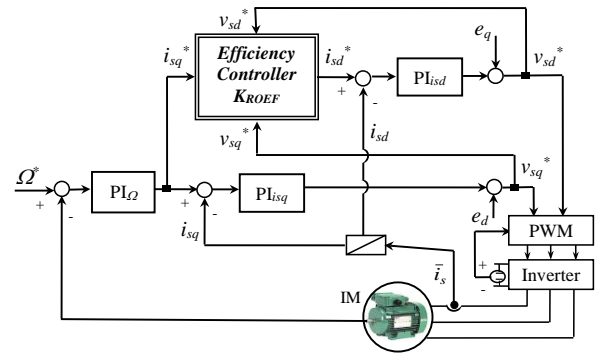 v_sd*
i_sq*
Efficiency
Controller
K_ROEF
i_sd*
+
-
PI_isd
e_q
v_sd*
v_sq*
i_sd
v_sq*
Ω*
+
-
PI_Ω
+
-
PI_isq
e_d
i_sq
PWM
ī_s
+
-
Inverter
IM